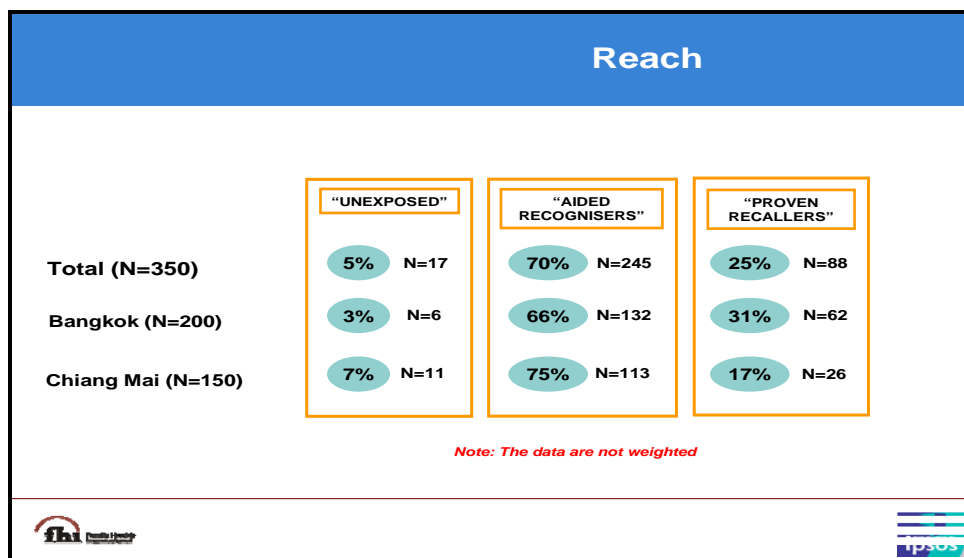 Reach
“UNEXPOSED”
“AIDED
RECOGNISERS”
“PROVEN
RECALLERS”
Total (N=350)
5% N=17
70% N=245
25% N=88
Bangkok (N=200)
3% N=6
66% N=132
31% N=62
Chiang Mai (N=150)
7% N=11
75% N=113
17% N=26
Note: The data are not weighted
fhi
Ipsos